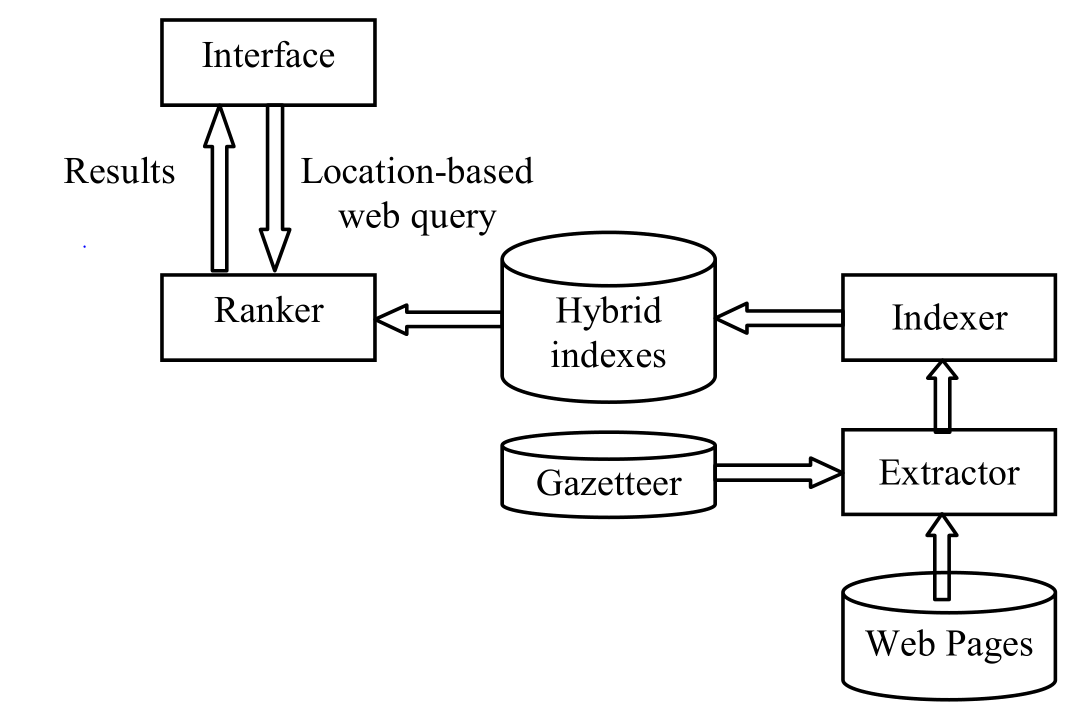 Interface
Results
Location-based
web query
Ranker
Hybrid
indexes
Indexer
Gazetteer
Extractor
Web Pages